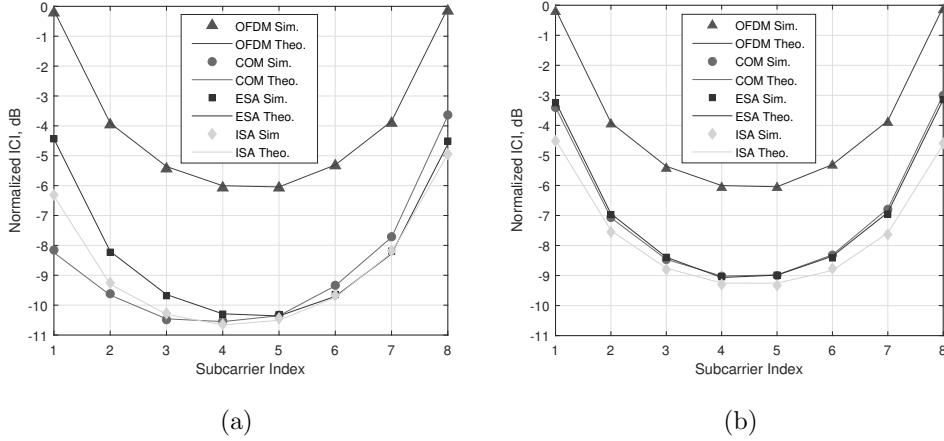 0
-1
-2
-3
-4
-5
-6
-7
-8
-9
-10
-11
Normalized ICI, dB
OFDM Sim.
OFDM Theo.
COM Sim.
COM Theo.
ESA Sim.
ESA Theo.
ISA Sim
ISA Theo.
1 2 3 4 5 6 7 8
Subcarrier Index
(a)
0
-1
-2
-3
-4
-5
-6
-7
-8
-9
-10
-11
Normalized ICI, dB
OFDM Sim.
OFDM Theo.
COM Sim.
COM Theo.
ESA Sim.
ESA Theo.
ISA Sim.
ISA Theo.
1 2 3 4 5 6 7 8
Subcarrier Index
(b)